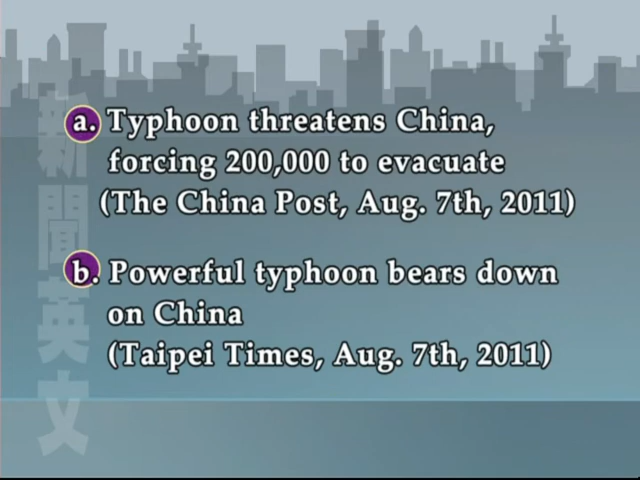 新聞英文
a. Typhoon threatens China,
forcing 200,000 to evacuate
(The China Post, Aug. 7th, 2011)
b. Powerful typhoon bears down
on China
(Taipei Times, Aug. 7th, 2011)